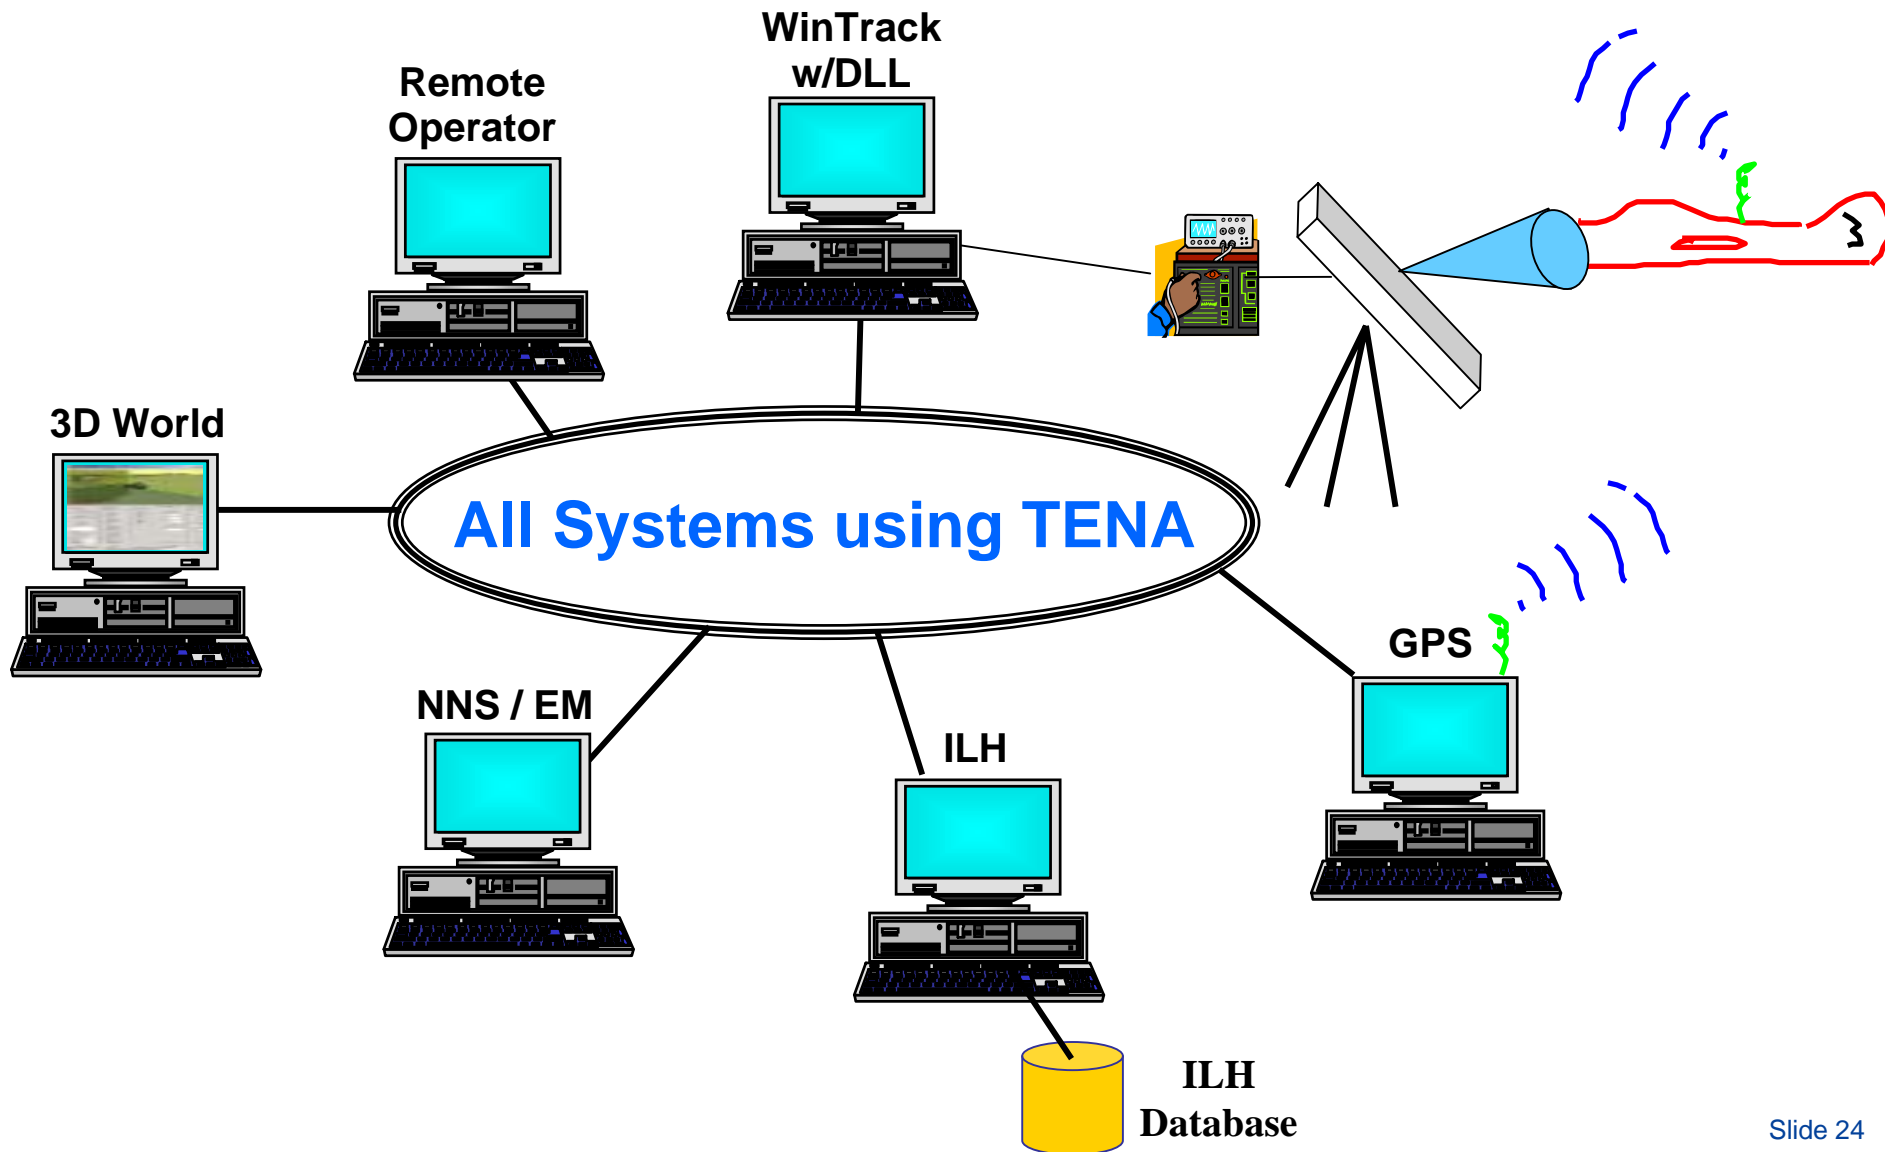 WinTrack
w/DLL
Remote
Operator
3D World
All Systems using TENA
GPS
NNS / EM
ILH
ILH
Database
Slide 24